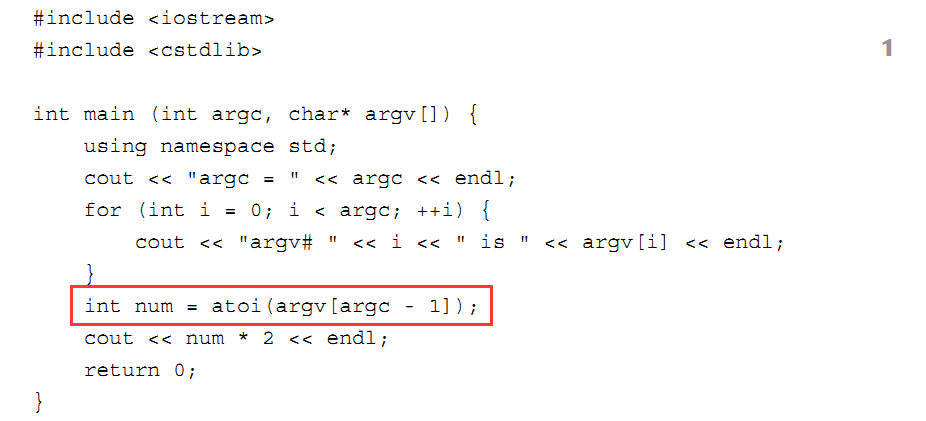 #include <iostream>
#include <cstdlib>
1
int main (int argc, char* argv[]) {
    using namespace std;
    cout << "argc = " << argc << endl;
    for (int i = 0; i < argc; ++i) {
        cout << "argv# " << i << " is " << argv[i] << endl;
    }
    int num = atoi(argv[argc - 1]);
    cout << num * 2 << endl;
    return 0;
}